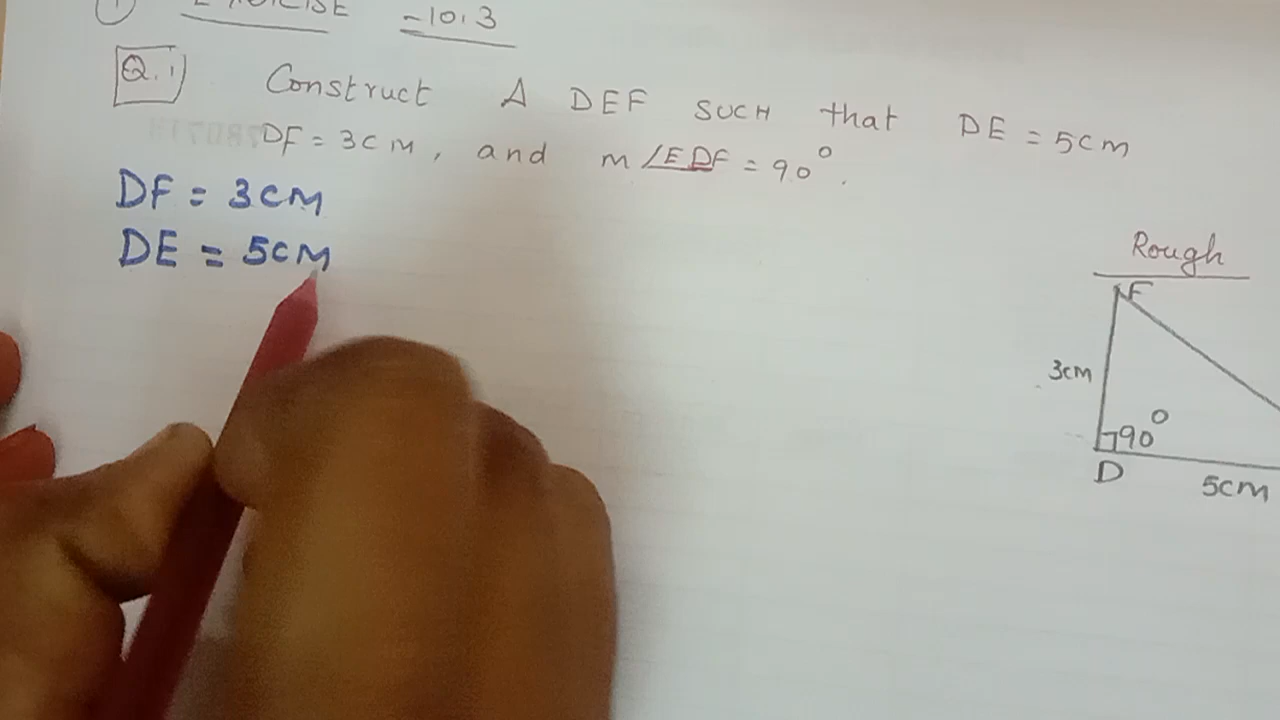 EXERCISE -10.3
Q.1 Construct Δ DEF SUCH that DE = 5cm
DF = 3cm, and m∠EDF = 90°.
DF = 3CM
DE = 5CM
Rough
F
3cm
90°
D
5cm